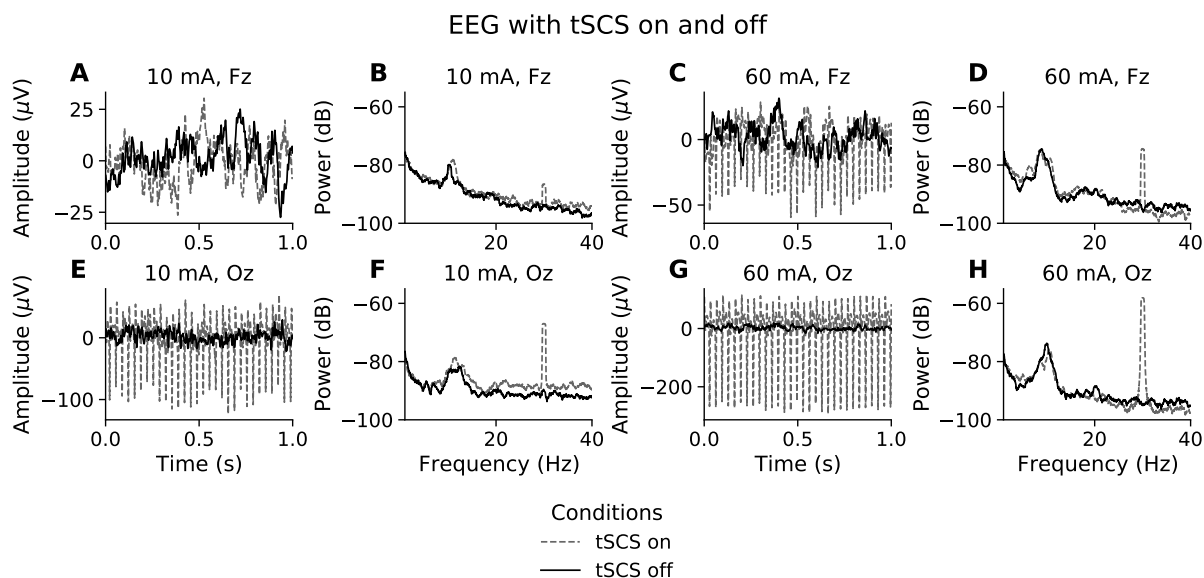 EEG with tSCS on and off
A 10 mA, Fz
Amplitude (μV)
25
0
−25
0.0 0.5 1.0
B 10 mA, Fz
Power (dB)
−60
−80
−100
20 40
C 60 mA, Fz
Amplitude (μV)
0
−50
0.0 0.5 1.0
D 60 mA, Fz
Power (dB)
−60
−80
−100
20 40
E 10 mA, Oz
Amplitude (μV)
0
−100
0.0 0.5 1.0
Time (s)
F 10 mA, Oz
Power (dB)
−60
−80
−100
20 40
Frequency (Hz)
G 60 mA, Oz
Amplitude (μV)
0
−200
0.0 0.5 1.0
Time (s)
H 60 mA, Oz
Power (dB)
−60
−80
−100
20 40
Frequency (Hz)
Conditions
tSCS on
tSCS off